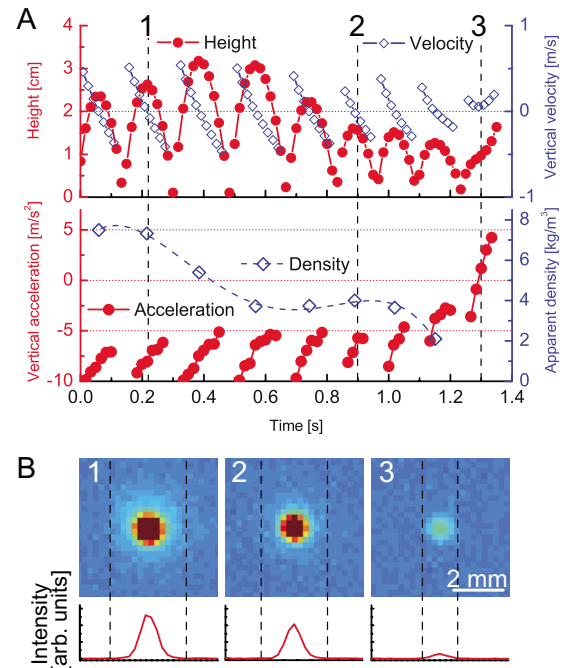 A
1 2 3
Height
Velocity
Height [cm]
4
3
2
1
0
Vertical velocity [m/s]
1
0
-1
Vertical acceleration [m/s²]
5
0
-5
-10
Density
Acceleration
Apparent density [kg/m³]
8
6
4
2
0
0.0 0.2 0.4 0.6 0.8 1.0 1.2 1.4
Time [s]
B
1 2 3
2 mm
Intensity
[arb. units]